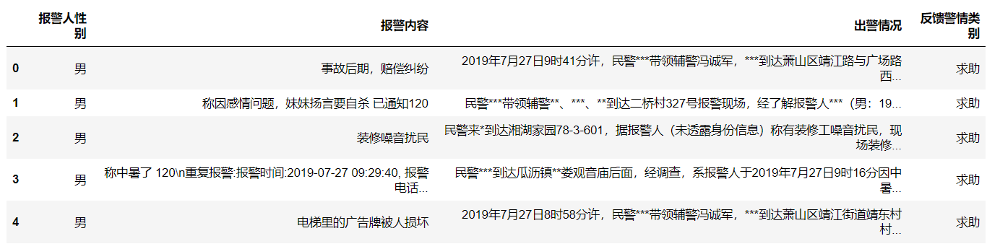 报警人性别 报警内容 出警情况 反馈警情类别
0 男 事故后期，赔偿纠纷 2019年7月27日9时41分许，民警***带领辅警冯诚军，***到达萧山区靖江路与广场路西... 求助
1 男 称因感情问题，妹妹扬言要自杀 已通知120 民警***带领辅警**、***、**到达二桥村327号报警现场，经了解报警人***（男：19... 求助
2 男 装修噪音扰民 民警来*到达湘湖家园78-3-601，据报警人（未透露身份信息）称有装修工噪音扰民，现场装修... 求助
3 男 称中暑了 120\n重复报警:报警时间:2019-07-27 09:29:40, 报警电话... 民警***到达瓜沥镇**娄观音庙后面，经调查，系报警人于2019年7月27日9时16分因中暑... 求助
4 男 电梯里的广告牌被人损坏 2019年7月27日8时58分许，民警***带领辅警冯诚军，***到达萧山区靖江街道靖东村村... 求助